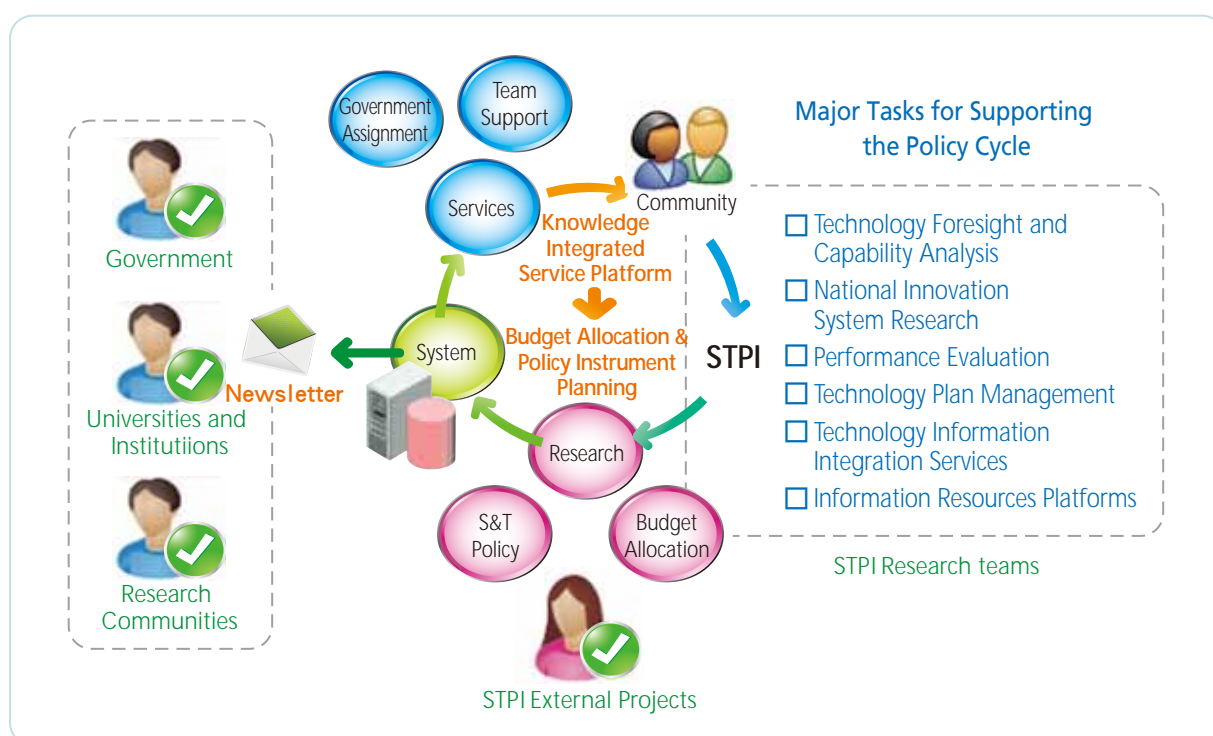 Government
Universities and
Institutiions
Research
Communities
Newsletter
Government
Assignment
Team
Support
Services
System
Knowledge
Integrated
Service Platform
Budget Allocation &
Policy Instrument
Planning
Community
STPI
Research
S&T
Policy
Budget
Allocation
STPI External Projects
Major Tasks for Supporting
the Policy Cycle
Technology Foresight and
Capability Analysis
National Innovation
System Research
Performance Evaluation
Technology Plan Management
Technology Information
Integration Services
Information Resources Platforms
STPI Research teams